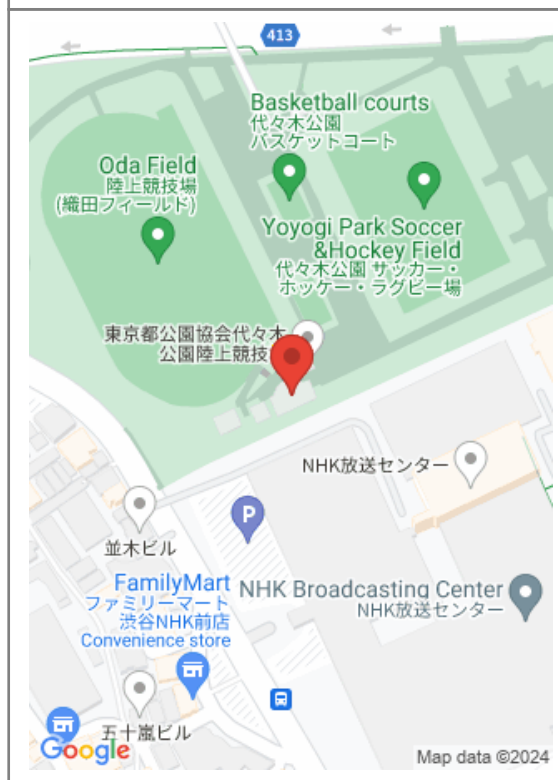 413
Basketball courts
代々木公園
バスケットコート
Oda Field
陸上競技場
(織田フィールド)
Yoyogi Park Soccer
&Hockey Field
代々木公園 サッカー・
ホッケー・ラグビー場
東京都公園協会代々木
公園陸上競技
NHK放送センター
P
並木ビル
FamilyMart
ファミリーマート
渋谷NHK前店
Convenience store
NHK Broadcasting Center
NHK放送センター
五十嵐ビル
Google
Map data ©2024